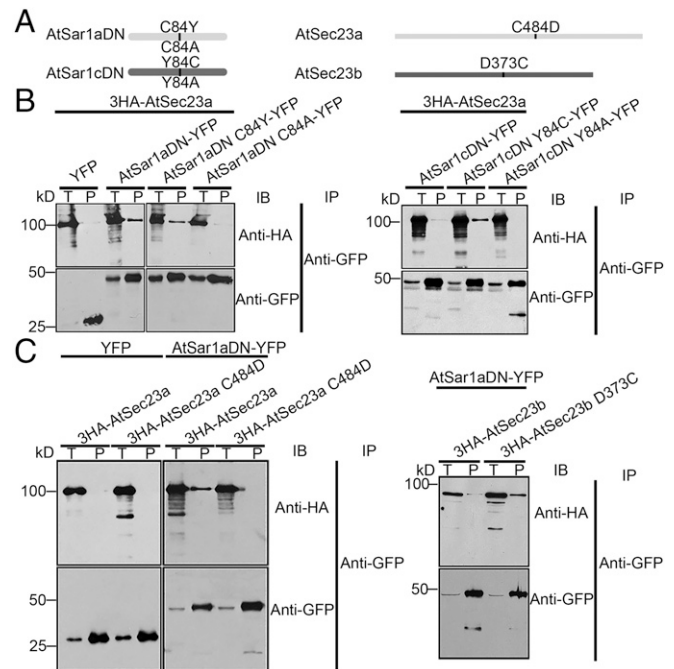 A
AtSar1aDN
C84Y
C84A
AtSec23a
C484D
AtSar1cDN
Y84C
Y84A
AtSec23b
D373C
B
3HA-AtSec23a
YFP
AtSar1aDN-YFP
AtSar1aDN C84Y-YFP
AtSar1aDN C84A-YFP
kD T P T P T P T P IB IP
100
Anti-HA
Anti-GFP
50
Anti-GFP
25
3HA-AtSec23a
AtSar1cDN-YFP
AtSar1cDN Y84C-YFP
AtSar1cDN Y84A-YFP
kD T P T P T P IB IP
100
Anti-HA
Anti-GFP
50
Anti-GFP
C
YFP
AtSar1aDN-YFP
3HA-AtSec23a
3HA-AtSec23a C484D
3HA-AtSec23a
3HA-AtSec23a C484D
kD T P T P T P T P IB IP
100
Anti-HA
Anti-GFP
50
Anti-GFP
25
AtSar1aDN-YFP
3HA-AtSec23b
3HA-AtSec23b D373C
kD T P T P IB IP
100
Anti-HA
Anti-GFP
50
Anti-GFP